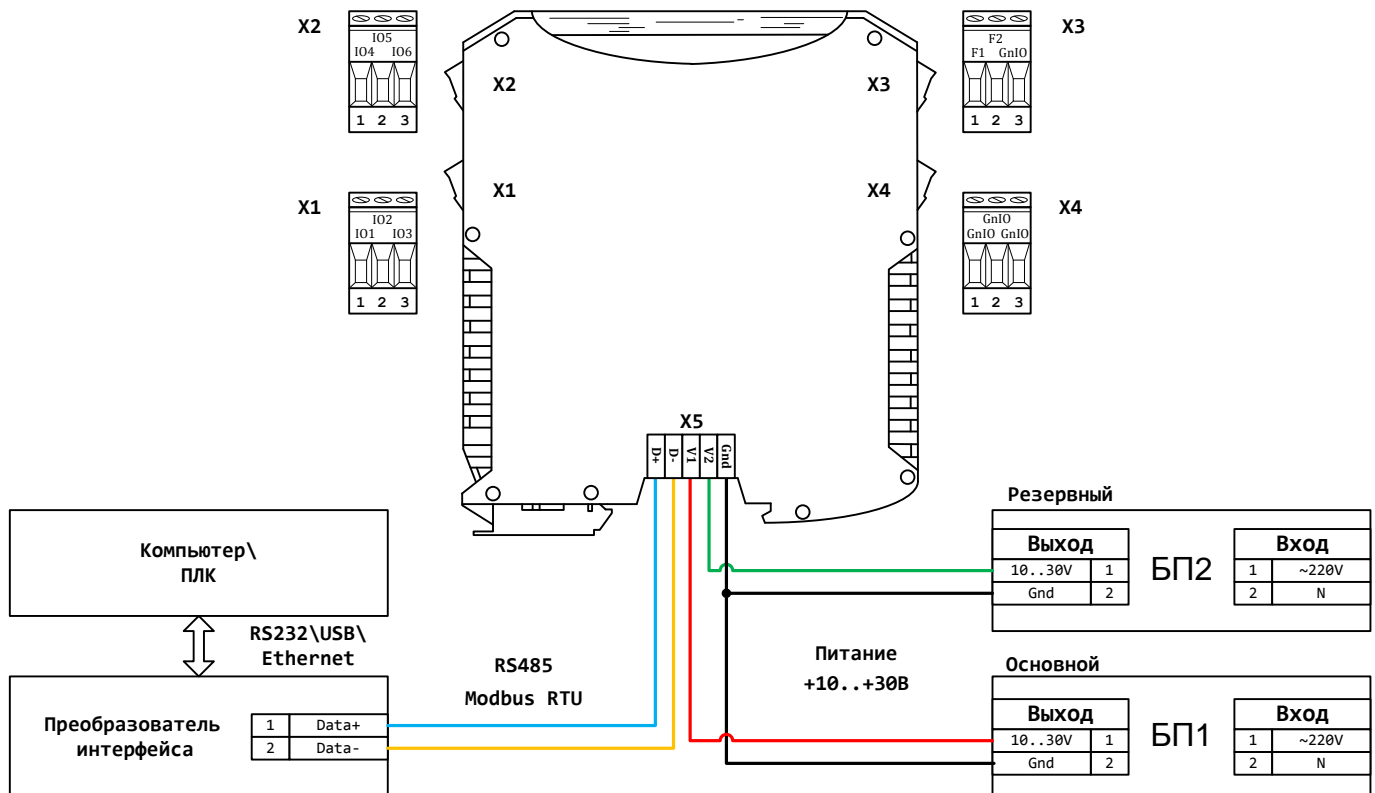 X2
IO5
IO4 IO6
1 2 3
X1
IO2
IO1 IO3
1 2 3
X2
X1
X3
X4
F2
F1 GnIO
1 2 3
X3
GnIO
GnIO GnIO
1 2 3
X4
X5
D+
D-
V1
V2
Gnd
Компьютер\
ПЛК
RS232\USB\
Ethernet
Преобразователь
интерфейса
1 Data+
2 Data-
RS485
Modbus RTU
Питание
+10..+30В
Резервный
Выход
10..30V 1
Gnd 2
БП2
Вход
1 ~220V
2 N
Основной
Выход
10..30V 1
Gnd 2
БП1
Вход
1 ~220V
2 N